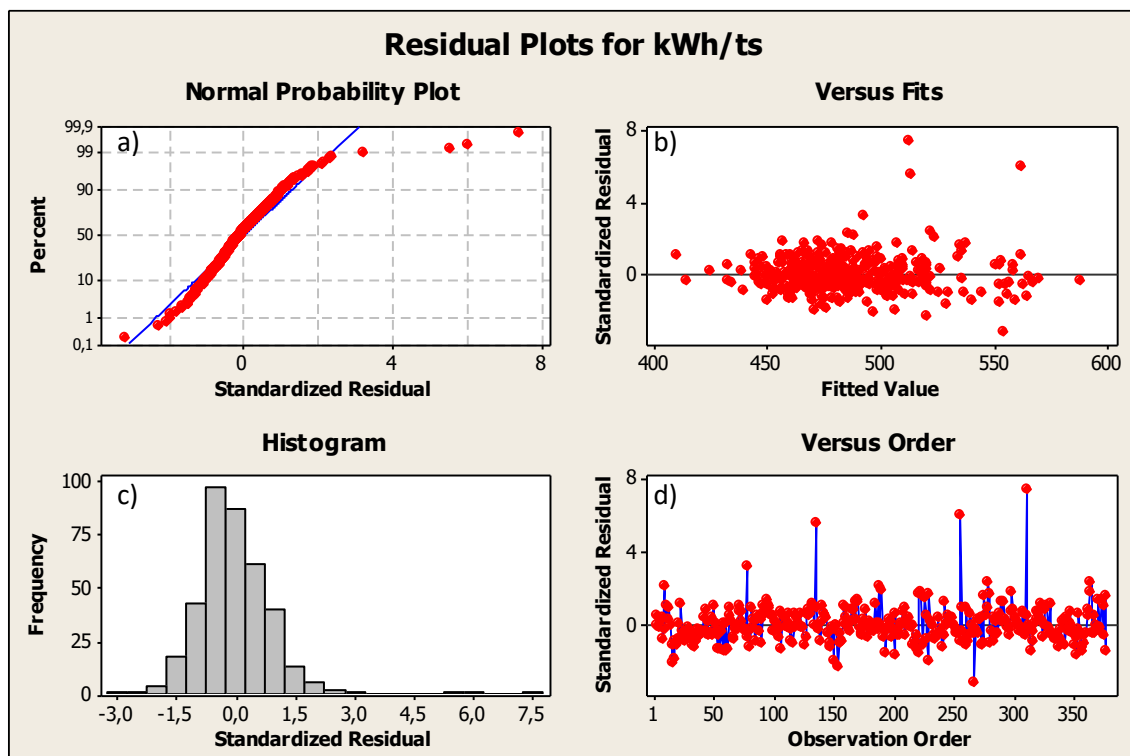 Residual Plots for kWh/ts
Normal Probability Plot
a)
99,9
99
90
50
10
1
0,1
Percent
0 4 8
Standardized Residual
Versus Fits
b)
8
4
0
Standardized Residual
400 450 500 550 600
Fitted Value
Histogram
c)
100
75
50
25
0
Frequency
-3,0 -1,5 0,0 1,5 3,0 4,5 6,0 7,5
Standardized Residual
Versus Order
d)
8
4
0
Standardized Residual
1 50 100 150 200 250 300 350
Observation Order